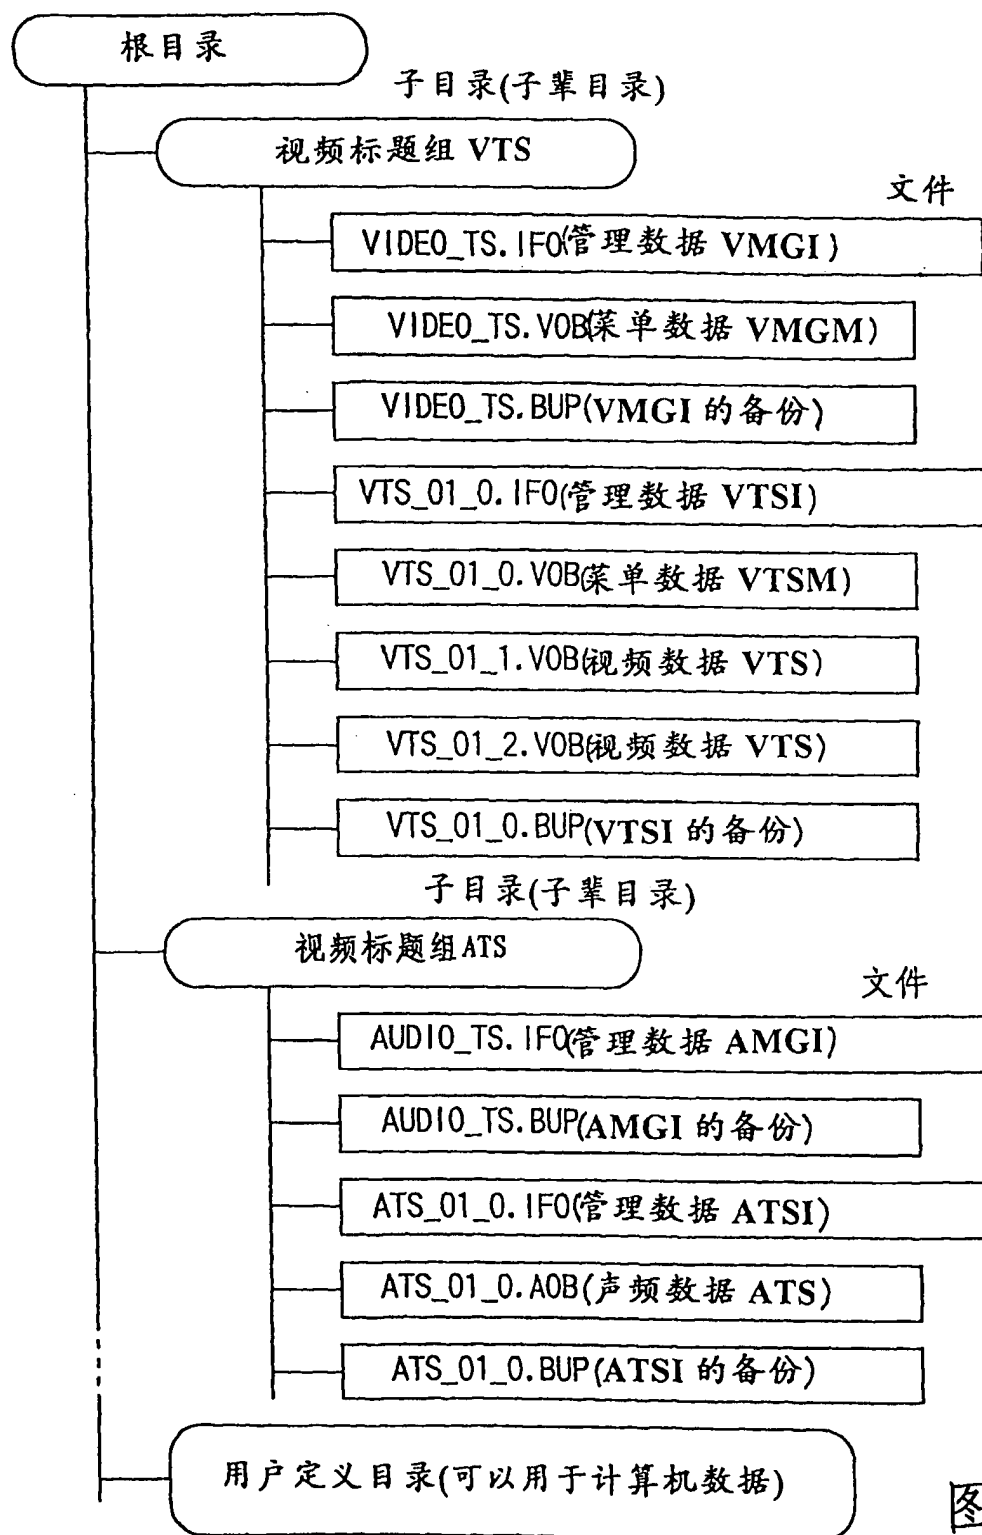 根目录
子目录(子辈目录)
视频标题组 VTS
文件
VIDEO_TS.IFO(管理数据 VMGI)
VIDEO_TS.VOB(菜单数据 VMGM)
VIDEO_TS.BUP(VMGI 的备份)
VTS_01_0.IFO(管理数据 VTSI)
VTS_01_0.VOB(菜单数据 VTSM)
VTS_01_1.VOB(视频数据 VTS)
VTS_01_2.VOB(视频数据 VTS)
VTS_01_0.BUP(VTSI 的备份)
子目录(子辈目录)
视频标题组ATS
文件
AUDIO_TS.IFO(管理数据 AMGI)
AUDIO_TS.BUP(AMGI 的备份)
ATS_01_0.IFO(管理数据 ATSI)
ATS_01_0.AOB(声频数据 ATS)
ATS_01_0.BUP(ATSI 的备份)
用户定义目录(可以用于计算机数据)
图